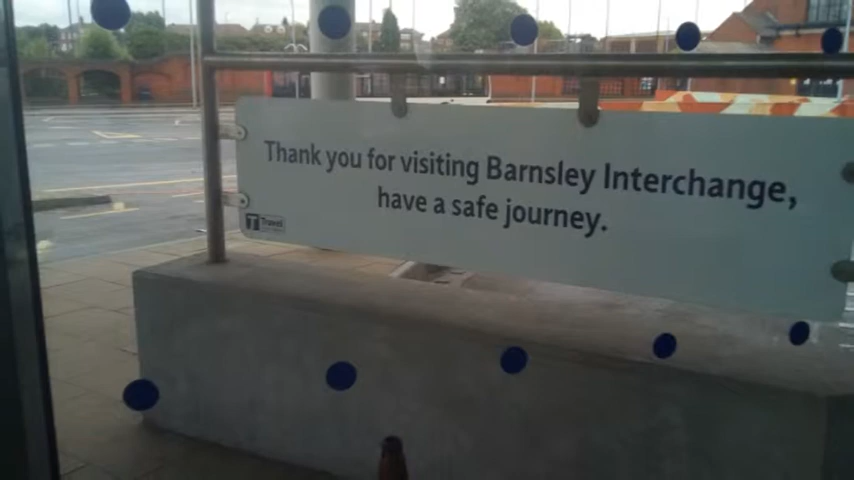 Thank you for visiting Barnsley Interchange,
have a safe journey.
Travel